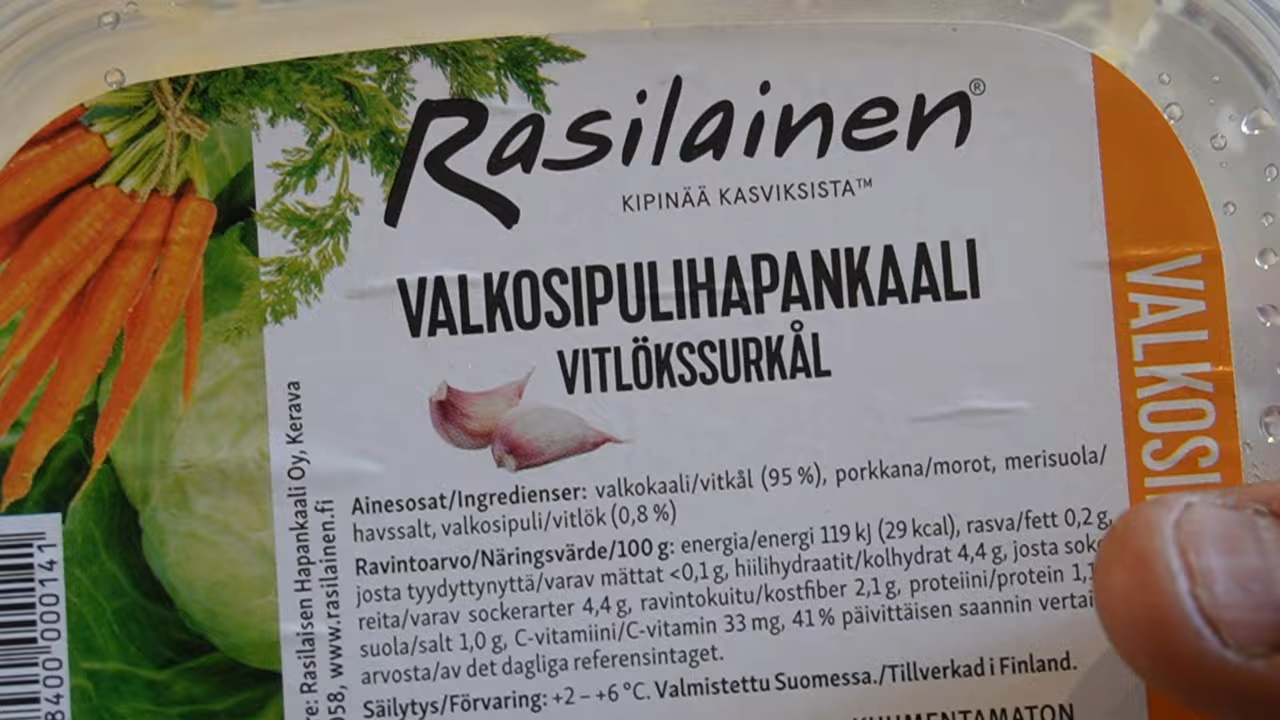 Rasilainen®
KIPINÄÄ KASVIKSISTA™
VALKOSIPULIHAPANKAALI
VITLÖKSSURKÅL
Ainesosat/Ingredienser: valkokaali/vitkål (95 %), porkkana/morot, merisuola/
havssalt, valkosipuli/vitlök (0,8 %)
Ravintoarvo/Näringsvärde/100 g: energia/energi 119 kj (29 kcal), rasva/fett 0,2 g,
josta tyydyttynyttä/varav mättat <0,1 g, hiilihydraatit/kolhydrat 4,4 g, josta
reita/varav sockerarter 4,4 g, ravintokuitu/kostfiber 2,1 g, proteiini/protein
suola/salt 1,0 g, C-vitamiini/C-vitamin 33 mg, 41 % päivittäisen saannin
arvosta/av det dagliga referensintaget.
Säilytys/Förvaring: +2 – +6 °C. Valmistettu Suomessa./Tillverkad i Finland.
Rasilaisen Hapankaali Oy, Kerava
58, www.rasilainen.fi
8400 000141
VALKOSI